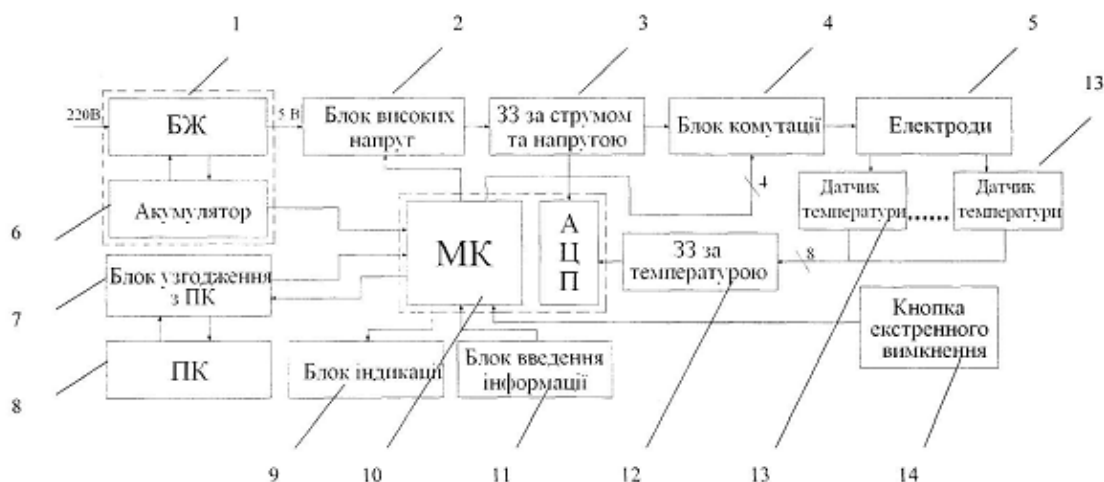 1
2
3
4
5
13
220В
БЖ
5 В
Блок високих
напруг
ЗЗ за струмом
та напругою
Блок комутації
Електроди
4
Датчик
температури
......
Датчик
температури
6
Акумулятор
МК
А
Ц
П
ЗЗ за
температурою
8
7
Блок узгодження
з ПК
Кнопка
екстренного
вимкнення
8
ПК
Блок індикації
Блок введення
інформації
9
10
11
12
13
14